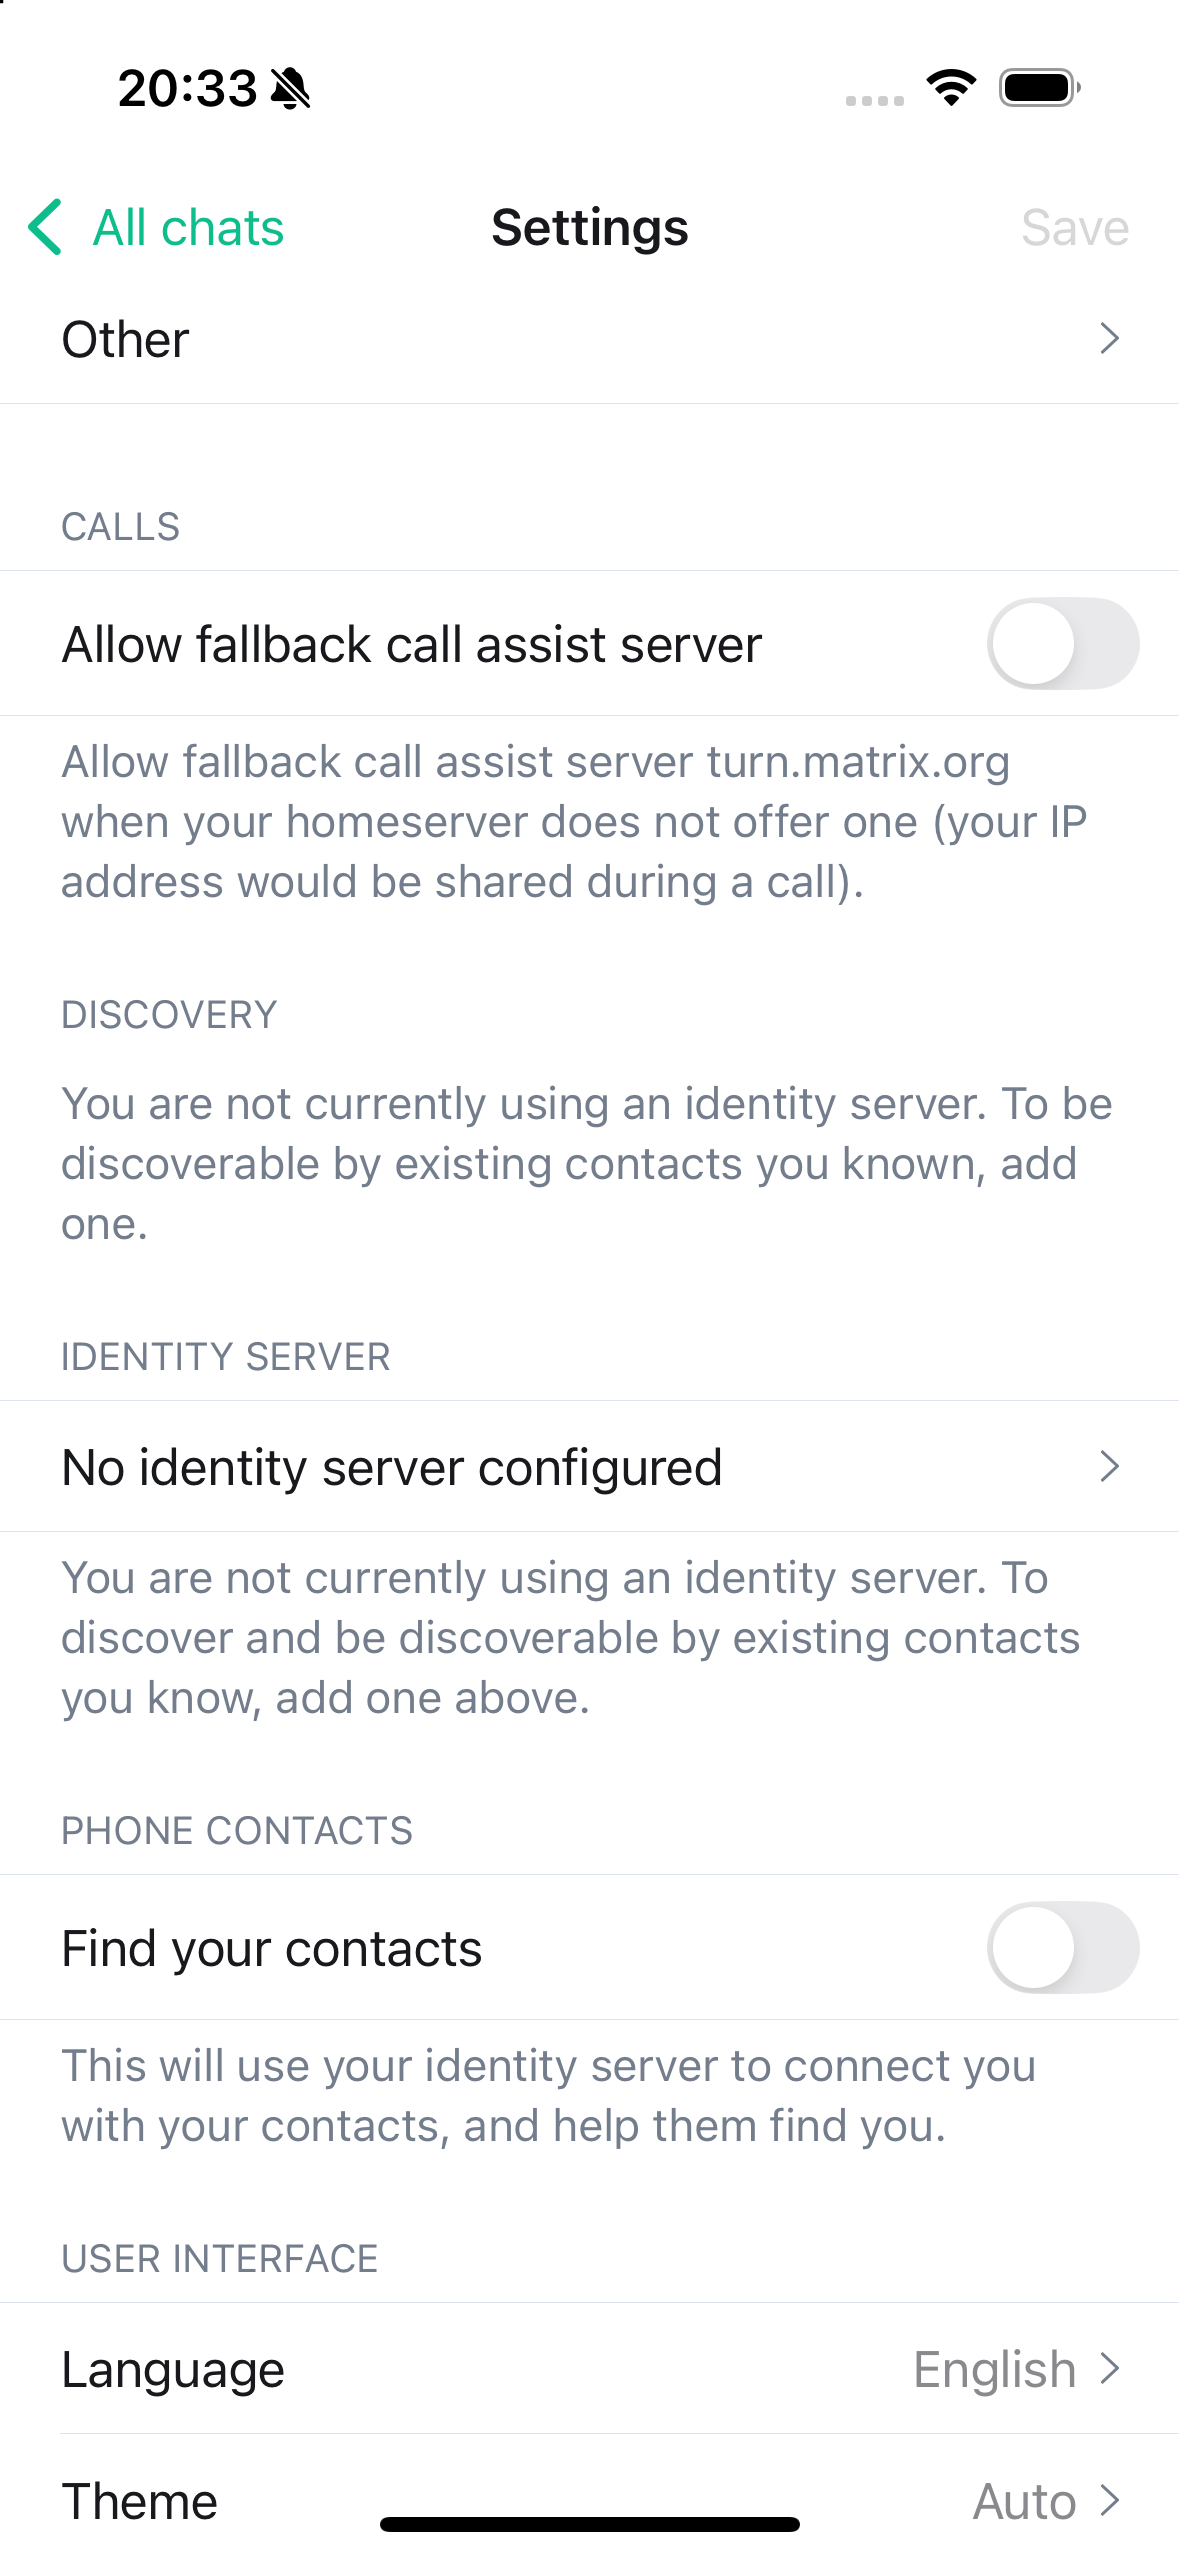 20:33
All chats
Settings
Save
Other
CALLS
Allow fallback call assist server
Allow fallback call assist server turn.matrix.org
when your homeserver does not offer one (your IP
address would be shared during a call).
DISCOVERY
You are not currently using an identity server. To be
discoverable by existing contacts you known, add
one.
IDENTITY SERVER
No identity server configured
You are not currently using an identity server. To
discover and be discoverable by existing contacts
you know, add one above.
PHONE CONTACTS
Find your contacts
This will use your identity server to connect you
with your contacts, and help them find you.
USER INTERFACE
Language English
Theme Auto